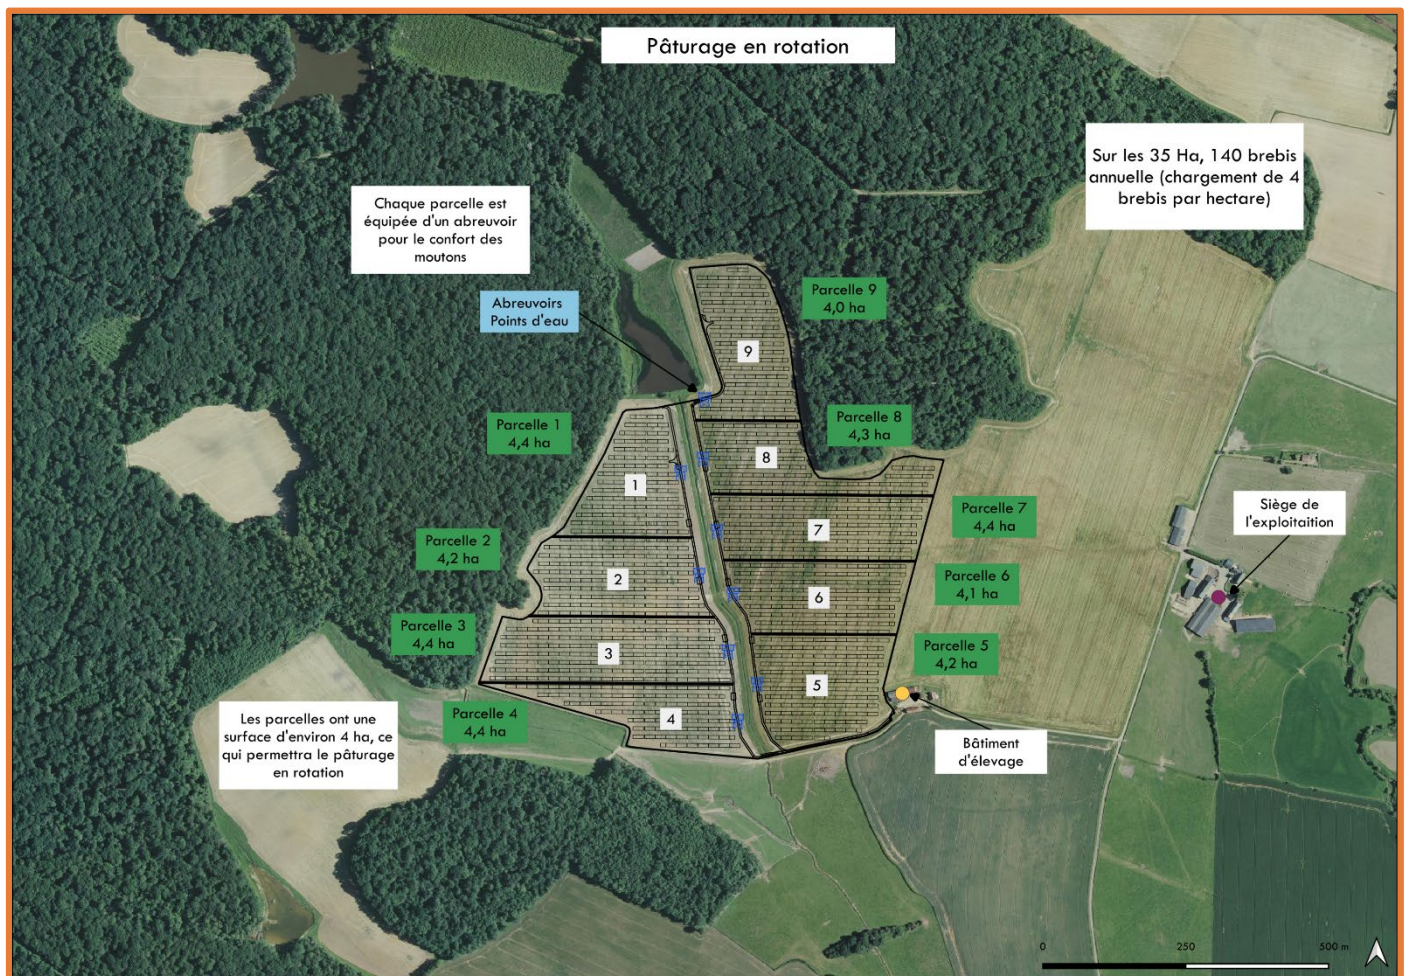 Pâturage en rotation
Sur les 35 Ha, 140 brebis
annuelle (chargement de 4
brebis par hectare)
Chaque parcelle est
équipée d'un abreuvoir
pour le confort des
moutons
Abreuvoirs
Points d'eau
Parcelle 9
4,0 ha
9
Parcelle 1
4,4 ha
Parcelle 8
4,3 ha
8
1
Siège de
l'exploitaition
Parcelle 7
4,4 ha
7
Parcelle 2
4,2 ha
2
Parcelle 6
4,1 ha
6
Parcelle 3
4,4 ha
3
Parcelle 5
4,2 ha
5
Parcelle 4
4,4 ha
4
Les parcelles ont une
surface d'environ 4 ha, ce
qui permettra le pâturage
en rotation
Bâtiment
d'élevage
0 250 500 m